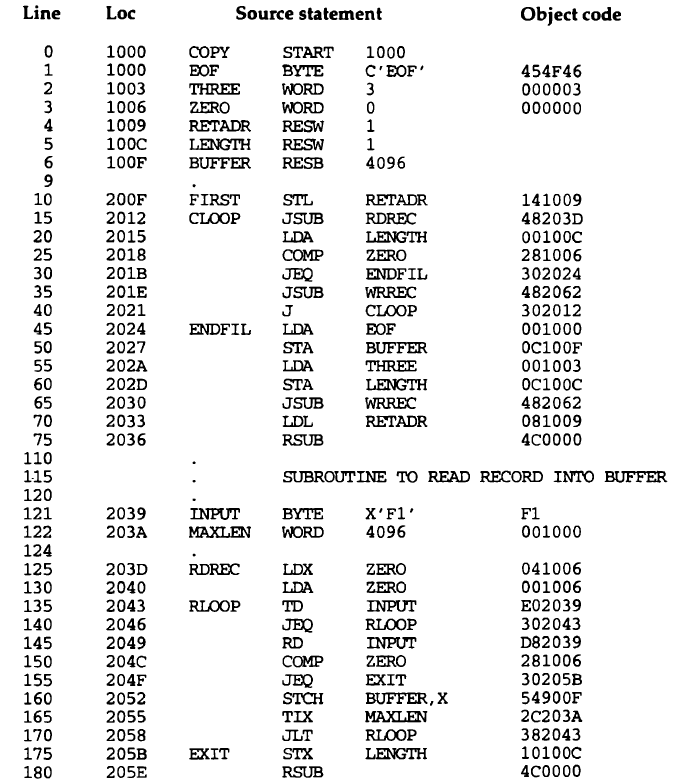 Line Loc Source statement Object code
0 1000 COPY START 1000
1 1000 EOF BYTE C'EOF' 454F46
2 1003 THREE WORD 3 000003
3 1006 ZERO WORD 0 000000
4 1009 RETADR RESW 1
5 100C LENGTH RESW 1
6 100F BUFFER RESB 4096
9 .
10 200F FIRST STL RETADR 141009
15 2012 CLOOP JSUB RDREC 48203D
20 2015 LDA LENGTH 00100C
25 2018 COMP ZERO 281006
30 201B JEQ ENDFIL 302024
35 201E JSUB WRREC 482062
40 2021 J CLOOP 302012
45 2024 ENDFIL LDA EOF 001000
50 2027 STA BUFFER 0C100F
55 202A LDA THREE 001003
60 202D STA LENGTH 0C100C
65 2030 JSUB WRREC 482062
70 2033 LDL RETADR 081009
75 2036 RSUB 4C0000
110 .
115 . SUBROUTINE TO READ RECORD INTO BUFFER
120 .
121 2039 INPUT BYTE X'F1' F1
122 203A MAXLEN WORD 4096 001000
124 .
125 203D RDREC LDX ZERO 041006
130 2040 LDA ZERO 001006
135 2043 RLOOP TD INPUT E02039
140 2046 JEQ RLOOP 302043
145 2049 RD INPUT D82039
150 204C COMP ZERO 281006
155 204F JEQ EXIT 30205B
160 2052 STCH BUFFER,X 54900F
165 2055 TIX MAXLEN 2C203A
170 2058 JLT RLOOP 382043
175 205B EXIT STX LENGTH 10100C
180 205E RSUB 4C0000